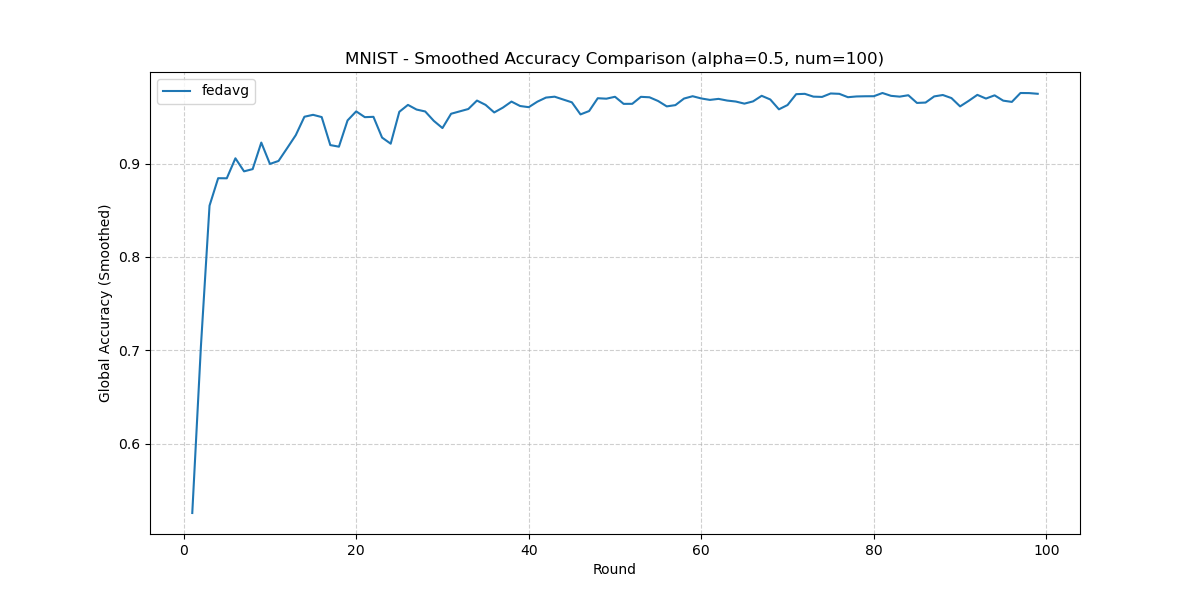 MNIST - Smoothed Accuracy Comparison (alpha=0.5, num=100)
fedavg
Global Accuracy (Smoothed)
0.9
0.8
0.7
0.6
0 20 40 60 80 100
Round